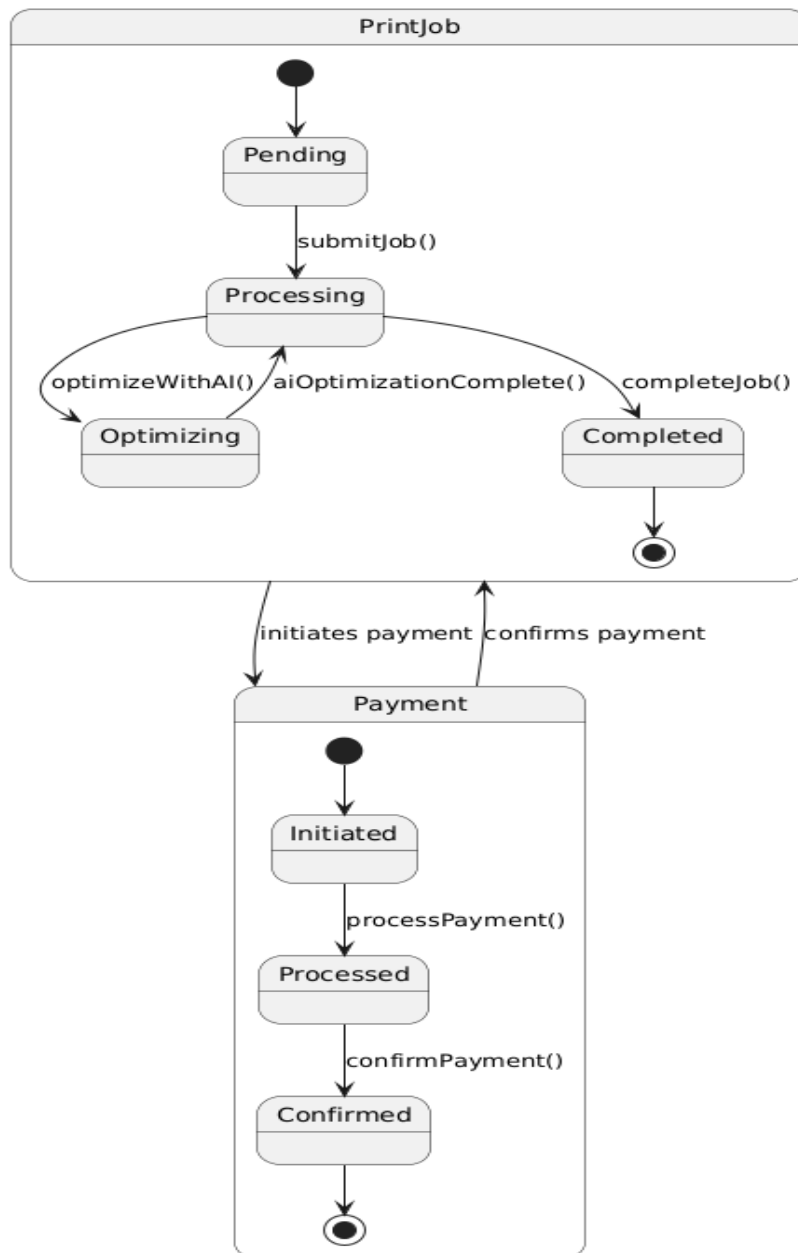 PrintJob
Pending
submitJob()
Processing
optimizeWithAI()
aiOptimizationComplete()
completeJob()
Optimizing
Completed
initiates payment
confirms payment
Payment
Initiated
processPayment()
Processed
confirmPayment()
Confirmed